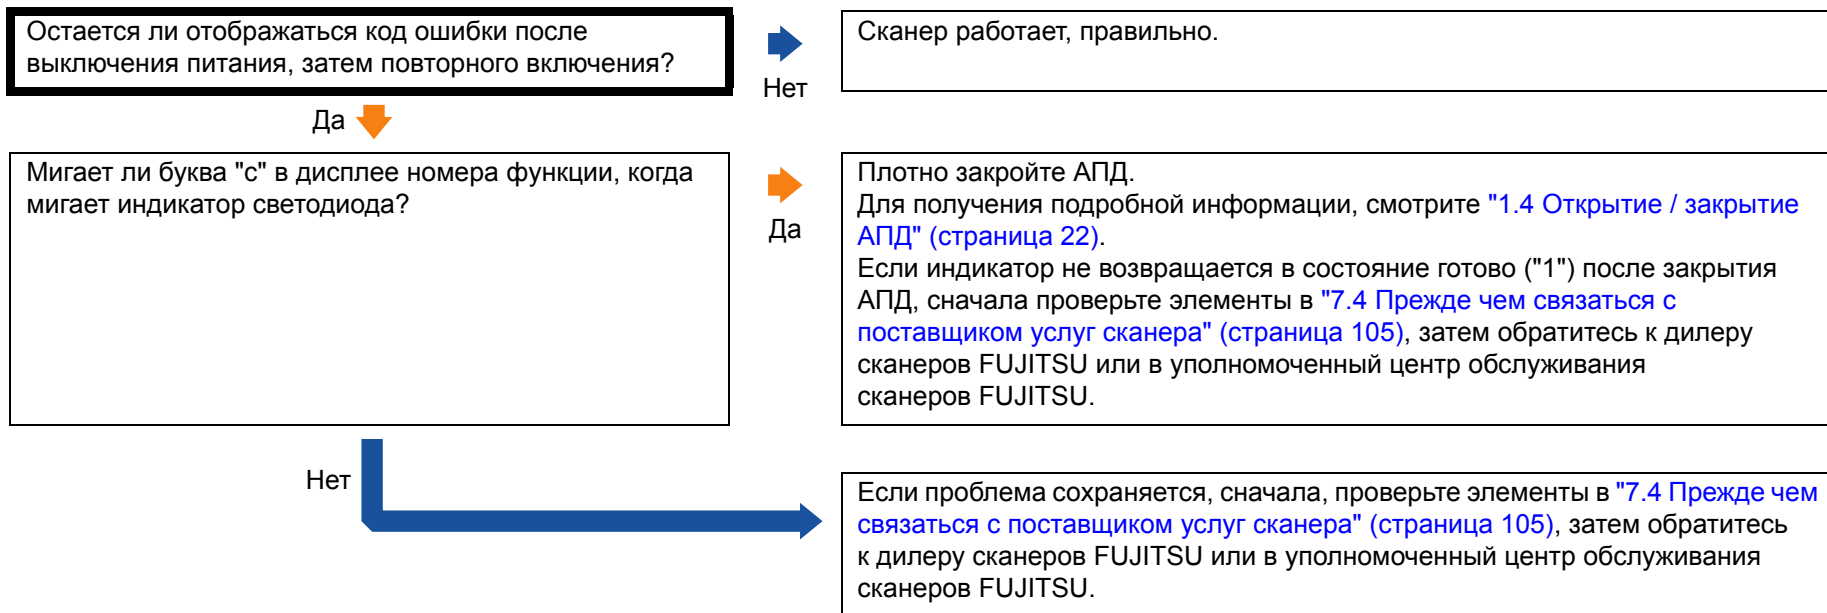 Остается ли отображаться код ошибки после
выключения питания, затем повторного включения?
Нет
Сканер работает, правильно.
Да
Мигает ли буква "c" в дисплее номера функции, когда
мигает индикатор светодиода?
Да
Плотно закройте АПД.
Для получения подробной информации, смотрите "1.4 Открытие / закрытие
АПД" (страница 22).
Если индикатор не возвращается в состояние готово ("1") после закрытия
АПД, сначала проверьте элементы в "7.4 Прежде чем связаться с
поставщиком услуг сканера" (страница 105), затем обратитесь к дилеру
сканеров FUJITSU или в уполномоченный центр обслуживания
сканеров FUJITSU.
Нет
Если проблема сохраняется, сначала, проверьте элементы в "7.4 Прежде чем
связаться с поставщиком услуг сканера" (страница 105), затем обратитесь
к дилеру сканеров FUJITSU или в уполномоченный центр обслуживания
сканеров FUJITSU.